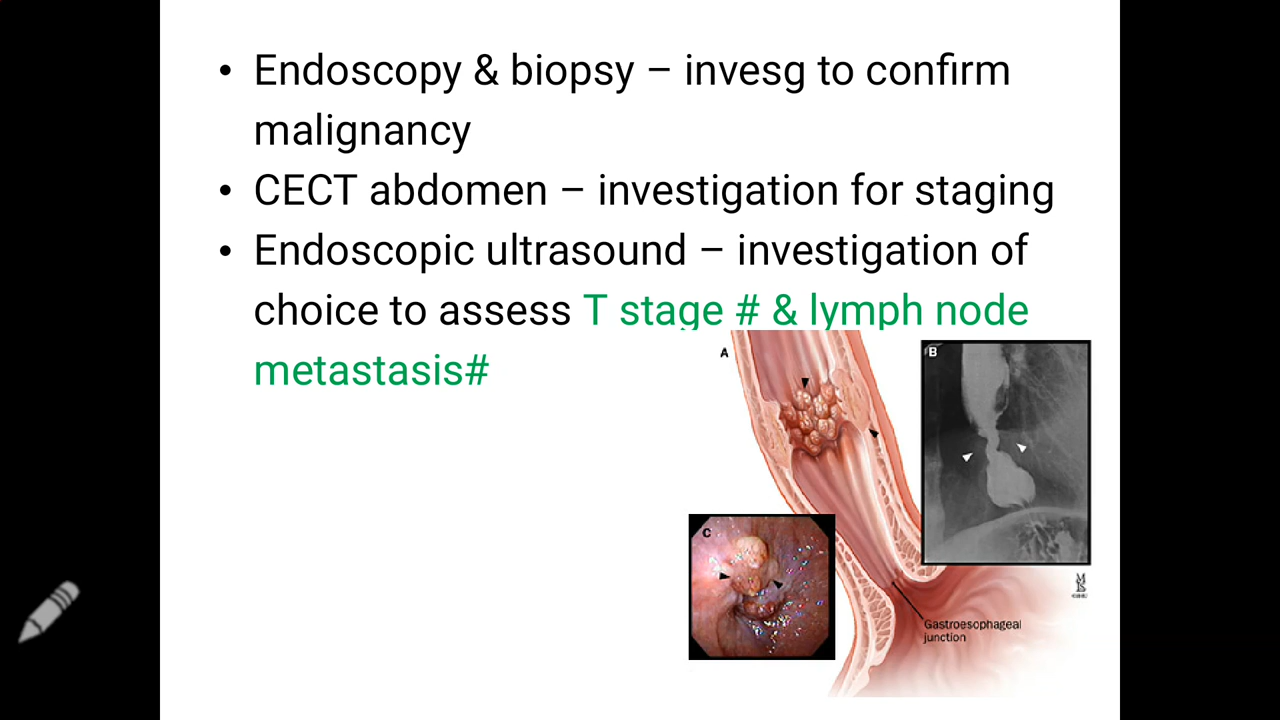 • Endoscopy & biopsy – invesg to confirm
malignancy
• CECT abdomen – investigation for staging
• Endoscopic ultrasound – investigation of
choice to assess T stage # & lymph node
metastasis#
A
B
C
Gastroesophageal
junction